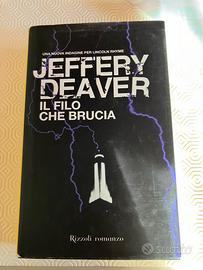 UNA NUOVA INDAGINE PER LINCOLN RHYME
JEFFERY
DEAVER
IL FILO
CHE BRUCIA
Rizzoli romanzo
subito